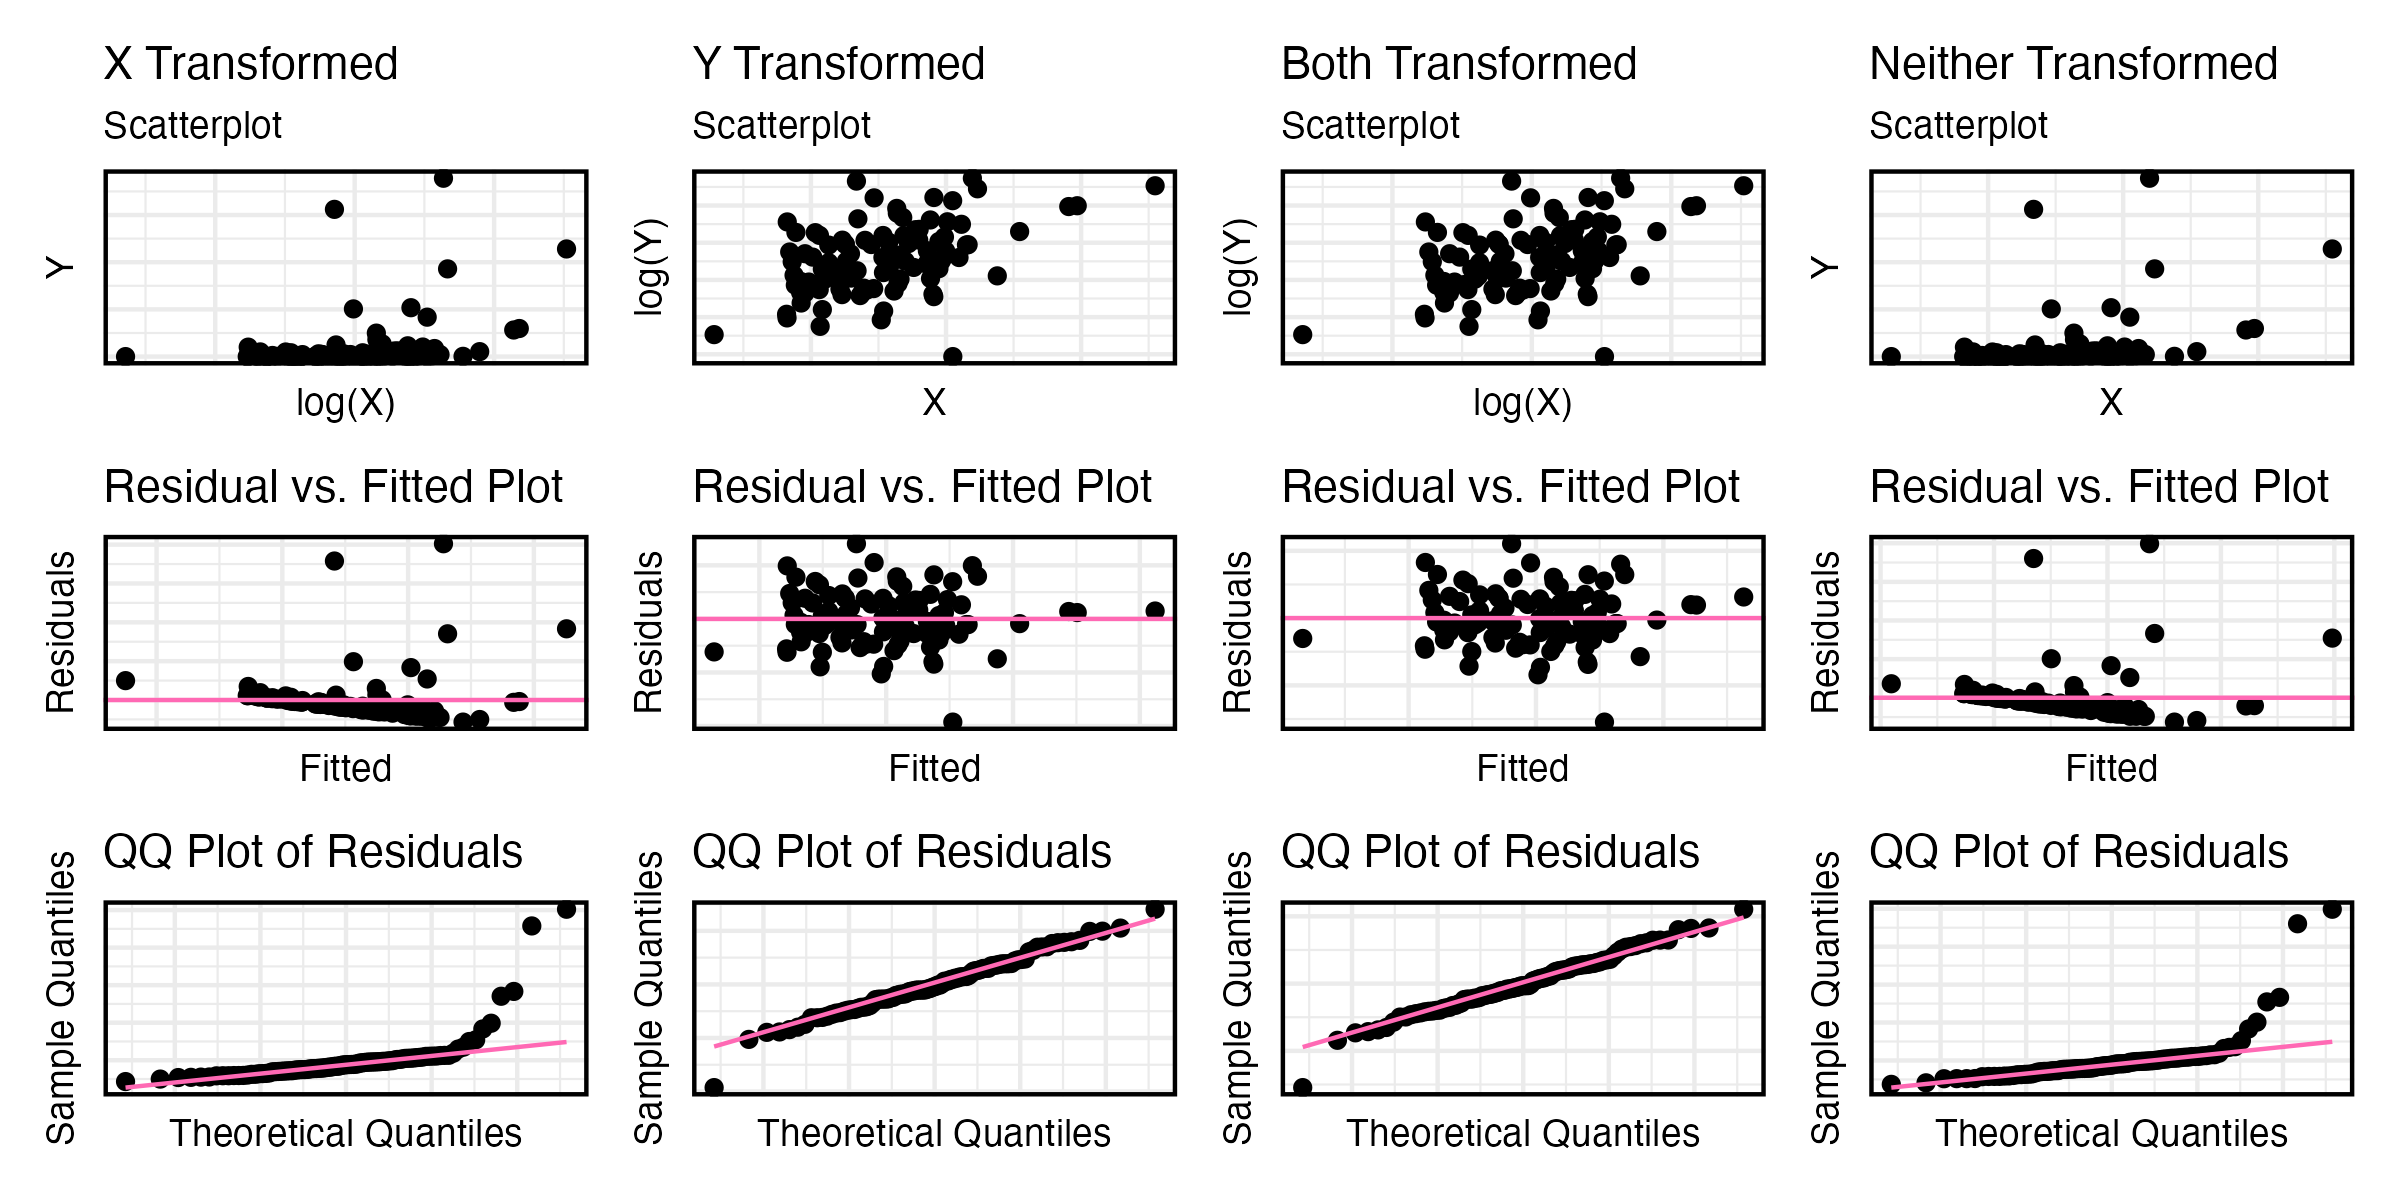 X Transformed
Scatterplot
Y
log(X)
Residual vs. Fitted Plot
Residuals
Fitted
QQ Plot of Residuals
Sample Quantiles
Theoretical Quantiles
Y Transformed
Scatterplot
log(Y)
X
Residual vs. Fitted Plot
Residuals
Fitted
QQ Plot of Residuals
Sample Quantiles
Theoretical Quantiles
Both Transformed
Scatterplot
log(Y)
log(X)
Residual vs. Fitted Plot
Residuals
Fitted
QQ Plot of Residuals
Sample Quantiles
Theoretical Quantiles
Neither Transformed
Scatterplot
Y
X
Residual vs. Fitted Plot
Residuals
Fitted
QQ Plot of Residuals
Sample Quantiles
Theoretical Quantiles